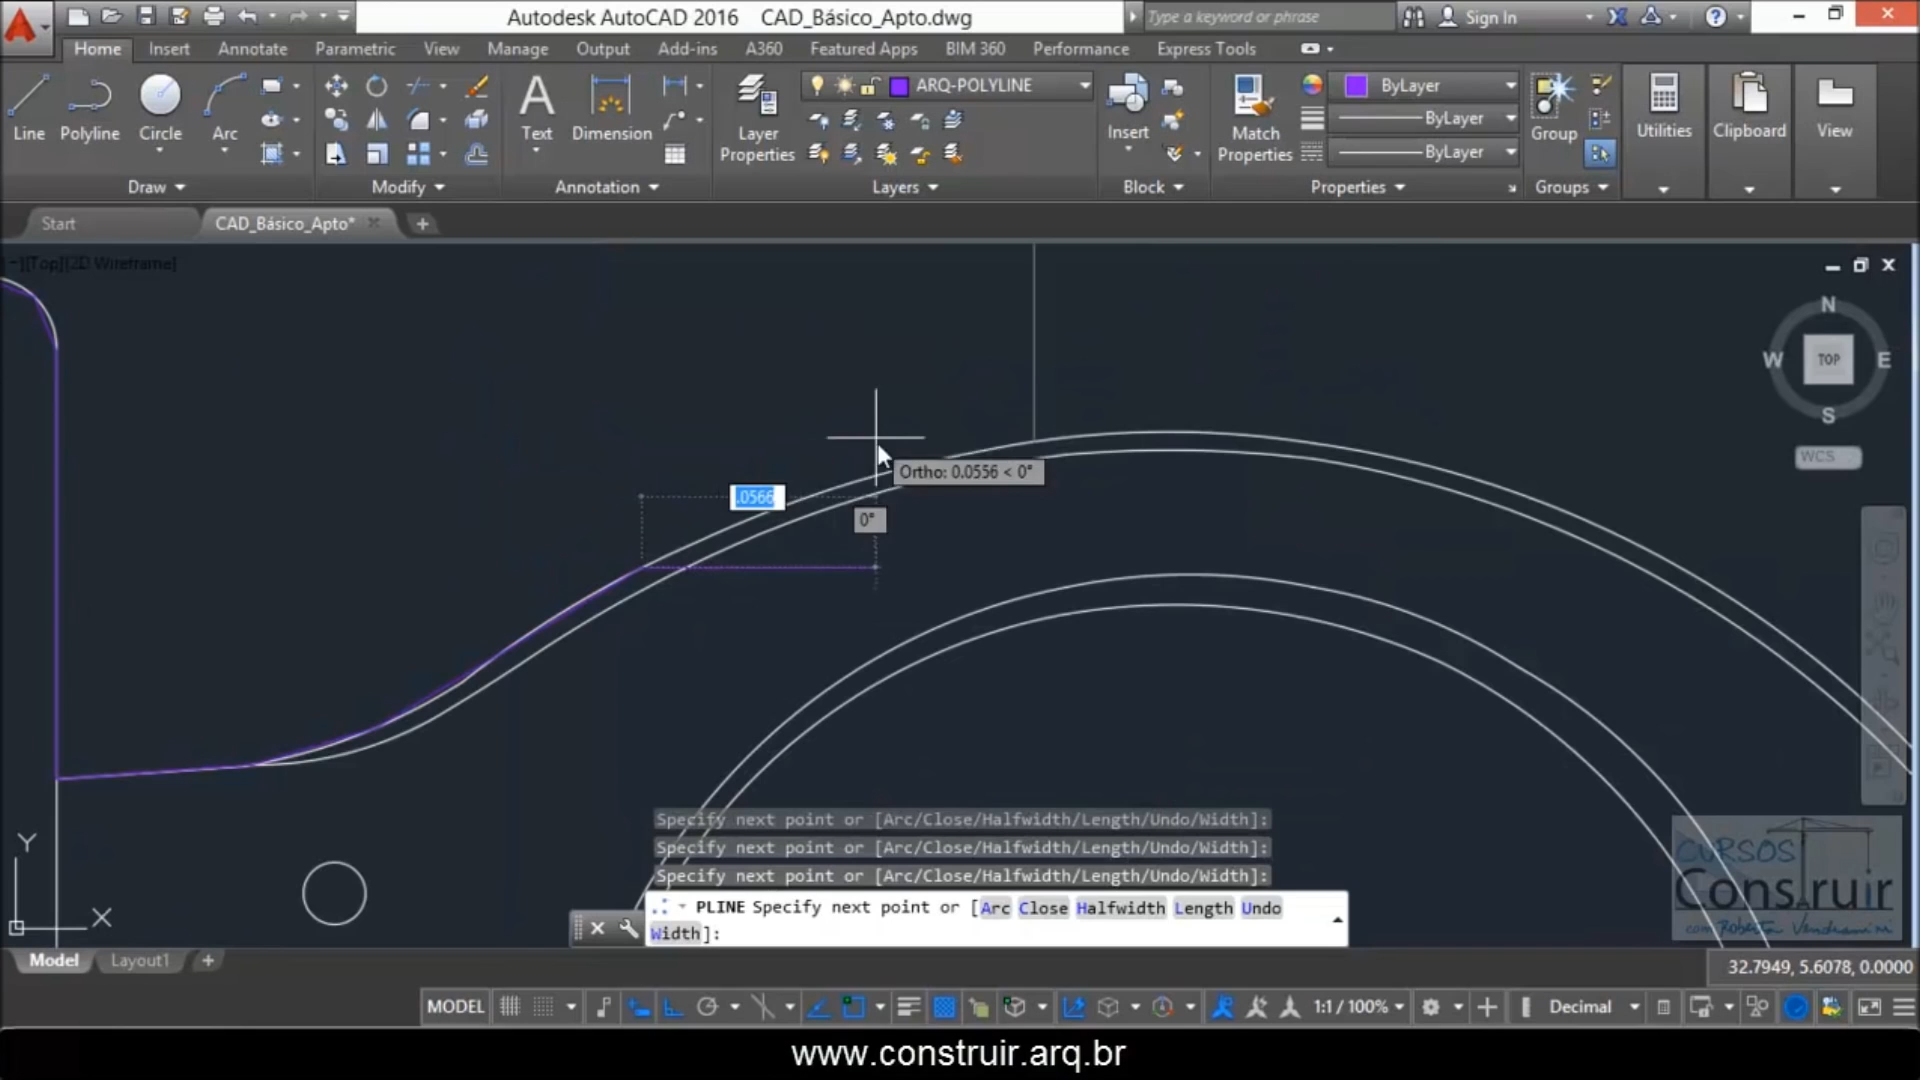 Autodesk AutoCAD 2016 CAD_Básico_Apto.dwg
Type a keyword or phrase
Sign In
Home Insert Annotate Parametric View Manage Output Add-ins A360 Featured Apps BIM 360 Performance Express Tools
ARQ-POLYLINE
ByLayer
ByLayer
ByLayer
Line Polyline Circle Arc
Text Dimension
Layer Properties
Insert
Match Properties
Group
Utilities Clipboard View
Draw Modify Annotation Layers Block Properties Groups
Start CAD_Básico_Apto*
[Top][2D Wireframe]
N
W TOP E
S
WCS
Ortho: 0.0556 < 0°
.0566
0°
Specify next point or [Arc/Close/Halfwidth/Length/Undo/Width]:
Specify next point or [Arc/Close/Halfwidth/Length/Undo/Width]:
Specify next point or [Arc/Close/Halfwidth/Length/Undo/Width]:
PLINE Specify next point or [Arc Close Halfwidth Length Undo
Width]:
Y
X
CURSOS
Construir
com Roberta Vendramini
Model Layout1
32.7949, 5.6078, 0.0000
MODEL 1:1 / 100% Decimal
www.construir.arq.br